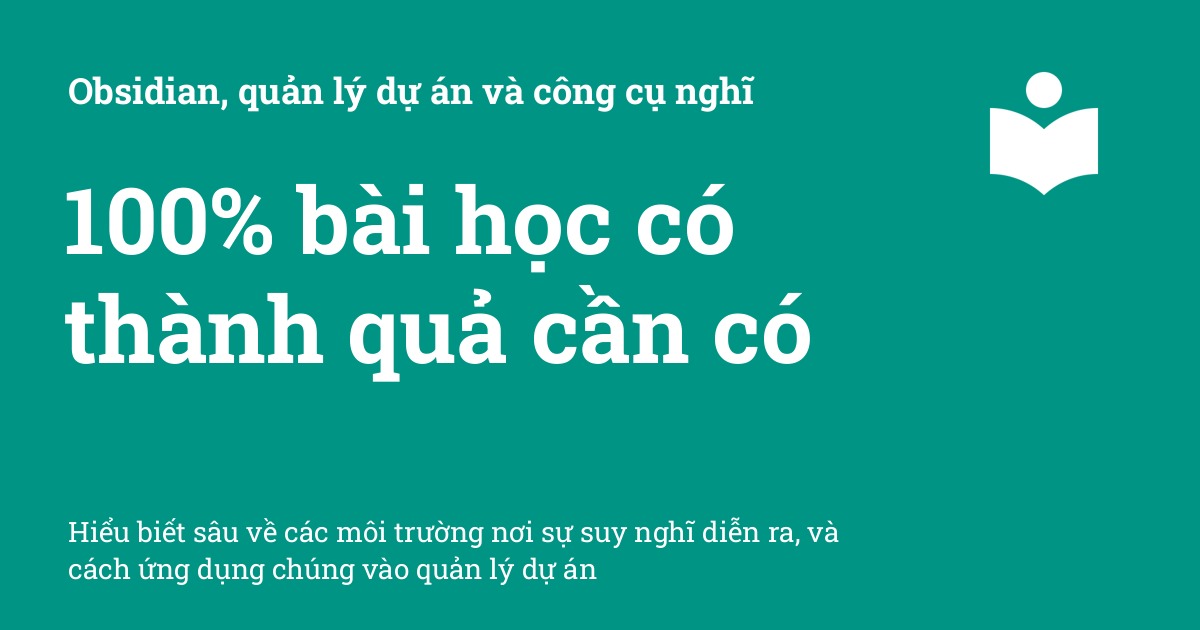 Obsidian, quản lý dự án và công cụ nghĩ
100% bài học có
thành quả cần có
Hiểu biết sâu về các môi trường nơi sự suy nghĩ diễn ra, và
cách ứng dụng chúng vào quản lý dự án